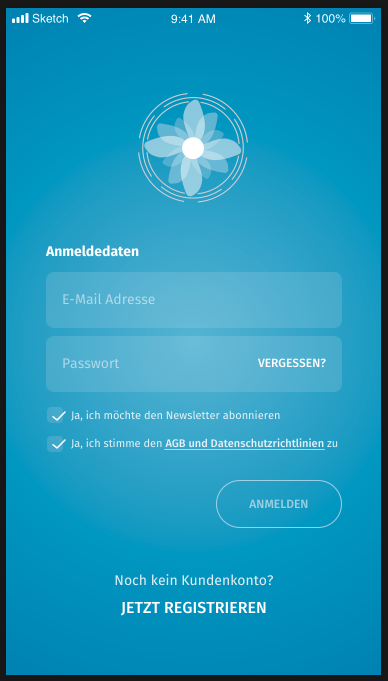 Sketch 9:41 AM 100%
Anmeldedaten
E-Mail Adresse
Passwort VERGESSEN?
Ja, ich möchte den Newsletter abonnieren
Ja, ich stimme den AGB und Datenschutzrichtlinien zu
ANMELDEN
Noch kein Kundenkonto?
JETZT REGISTRIEREN